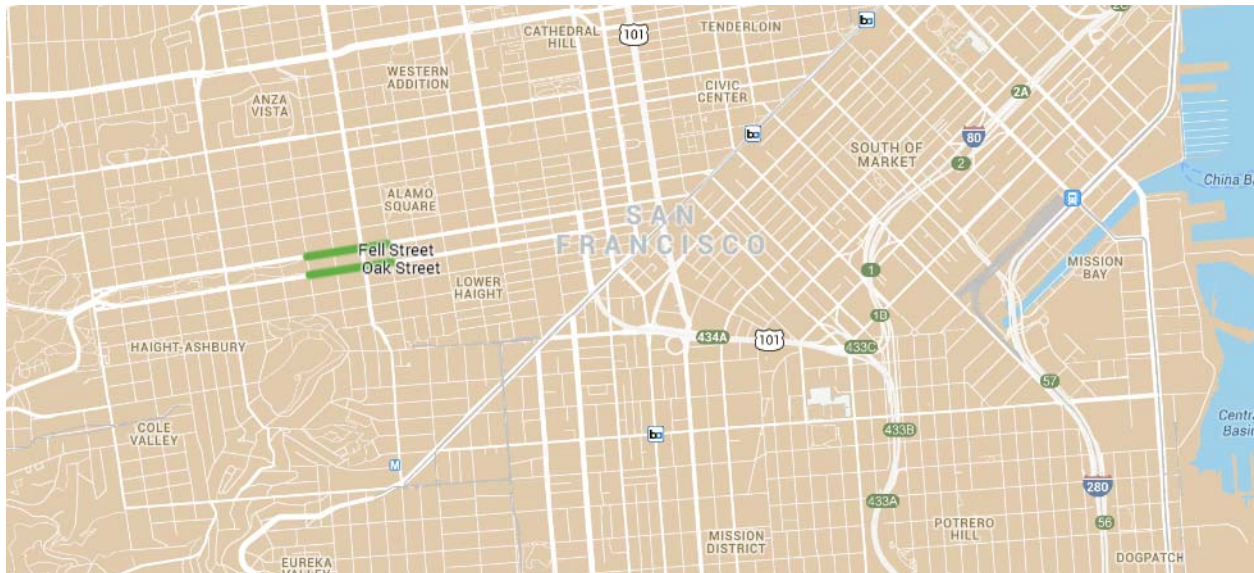 2C
TENDERLOIN
CATHEDRAL
HILL
101
WESTERN
ADDITION
CIVIC
CENTER
2A
ANZA
VISTA
80
SOUTH OF
MARKET
2
China B
ALAMO
SQUARE
SAN
FRANCISCO
Fell Street
Oak Street
LOWER
HAIGHT
1
MISSION
BAY
1B
HAIGHT-ASHBURY
434A
101
433C
57
COLE
VALLEY
433B
Centra
Basin
M
280
433A
56
POTRERO
HILL
MISSION
DISTRICT
DOGPATCH
EUREKA
VALLEY